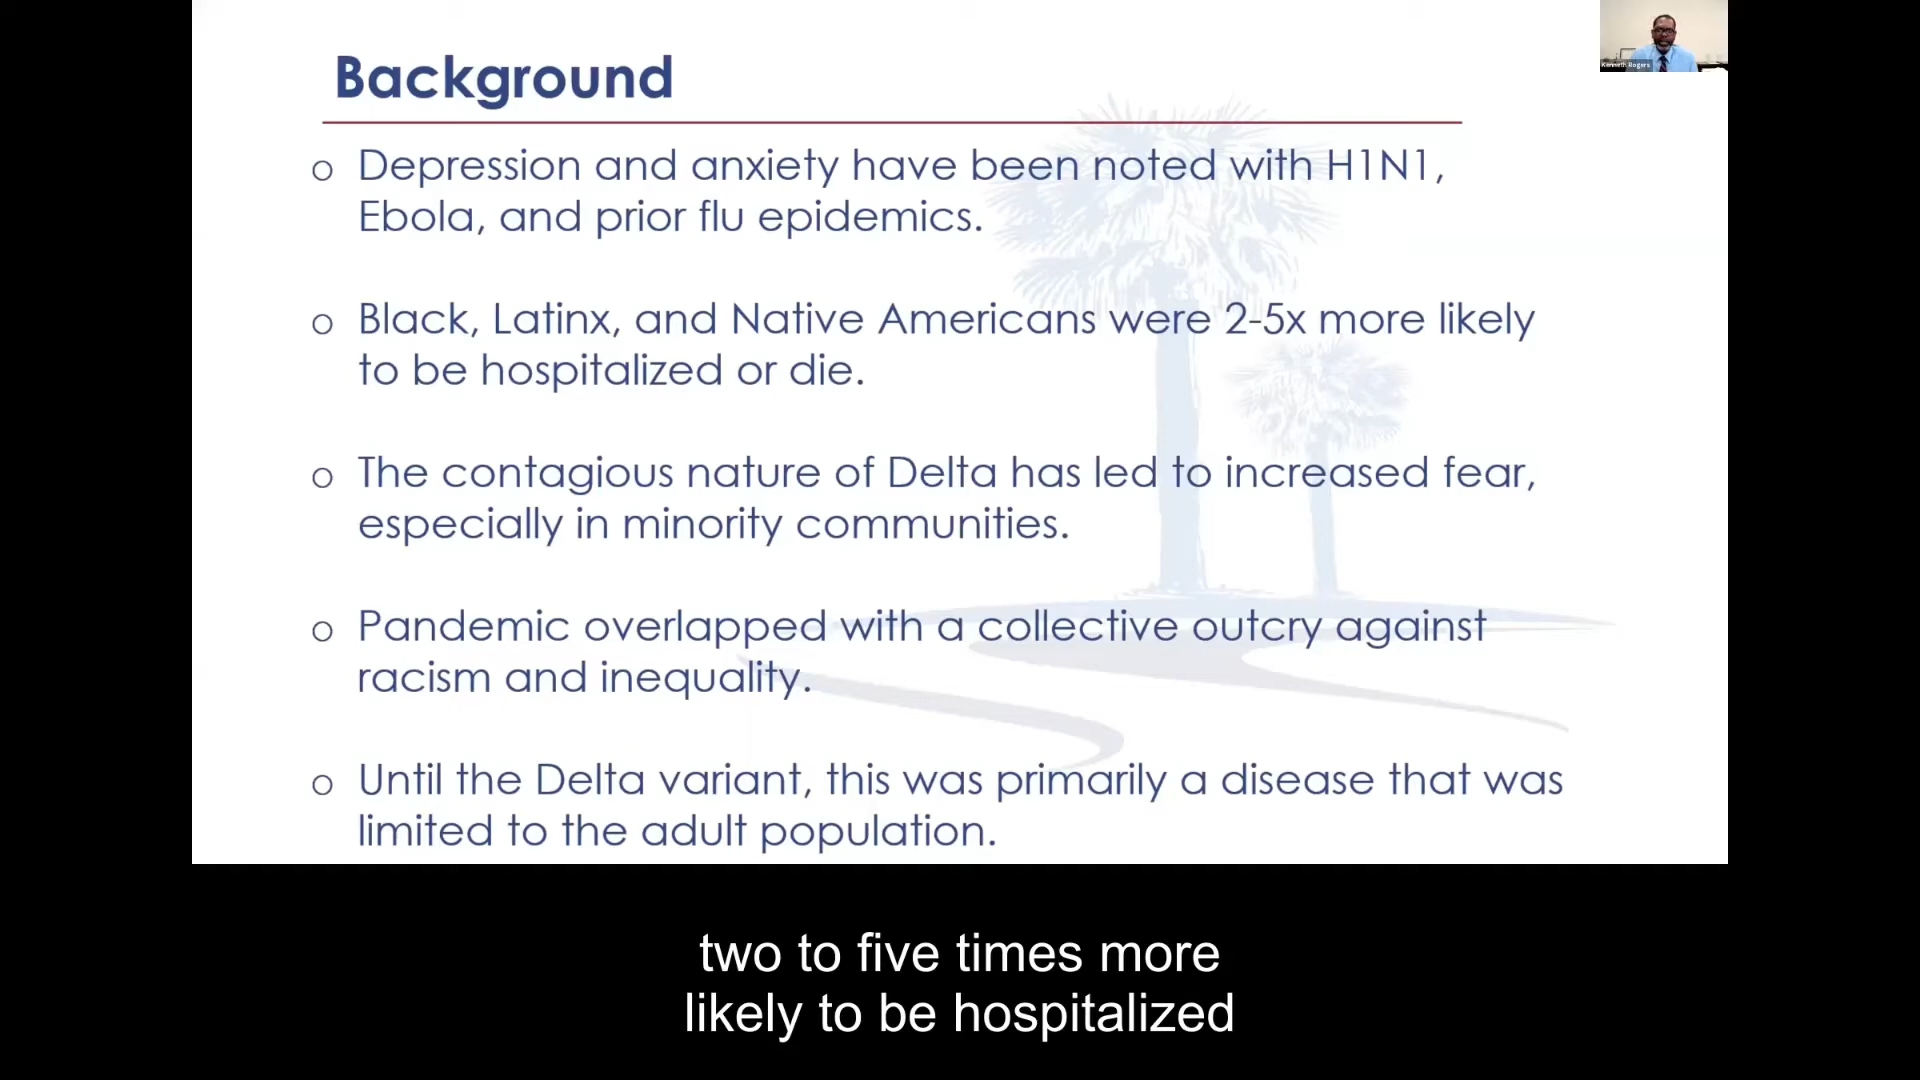 Background
Kenneth Rogers
o Depression and anxiety have been noted with H1N1,
Ebola, and prior flu epidemics.
o Black, Latinx, and Native Americans were 2-5x more likely
to be hospitalized or die.
o The contagious nature of Delta has led to increased fear,
especially in minority communities.
o Pandemic overlapped with a collective outcry against
racism and inequality.
o Until the Delta variant, this was primarily a disease that was
limited to the adult population.
two to five times more
likely to be hospitalized